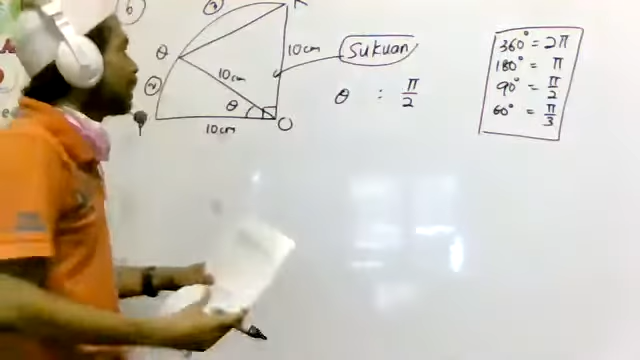 6
10cm
10cm
θ
θ
10cm
O
Sukuan
θ : π/2
360° = 2π
180° = π
90° = π/2
60° = π/3